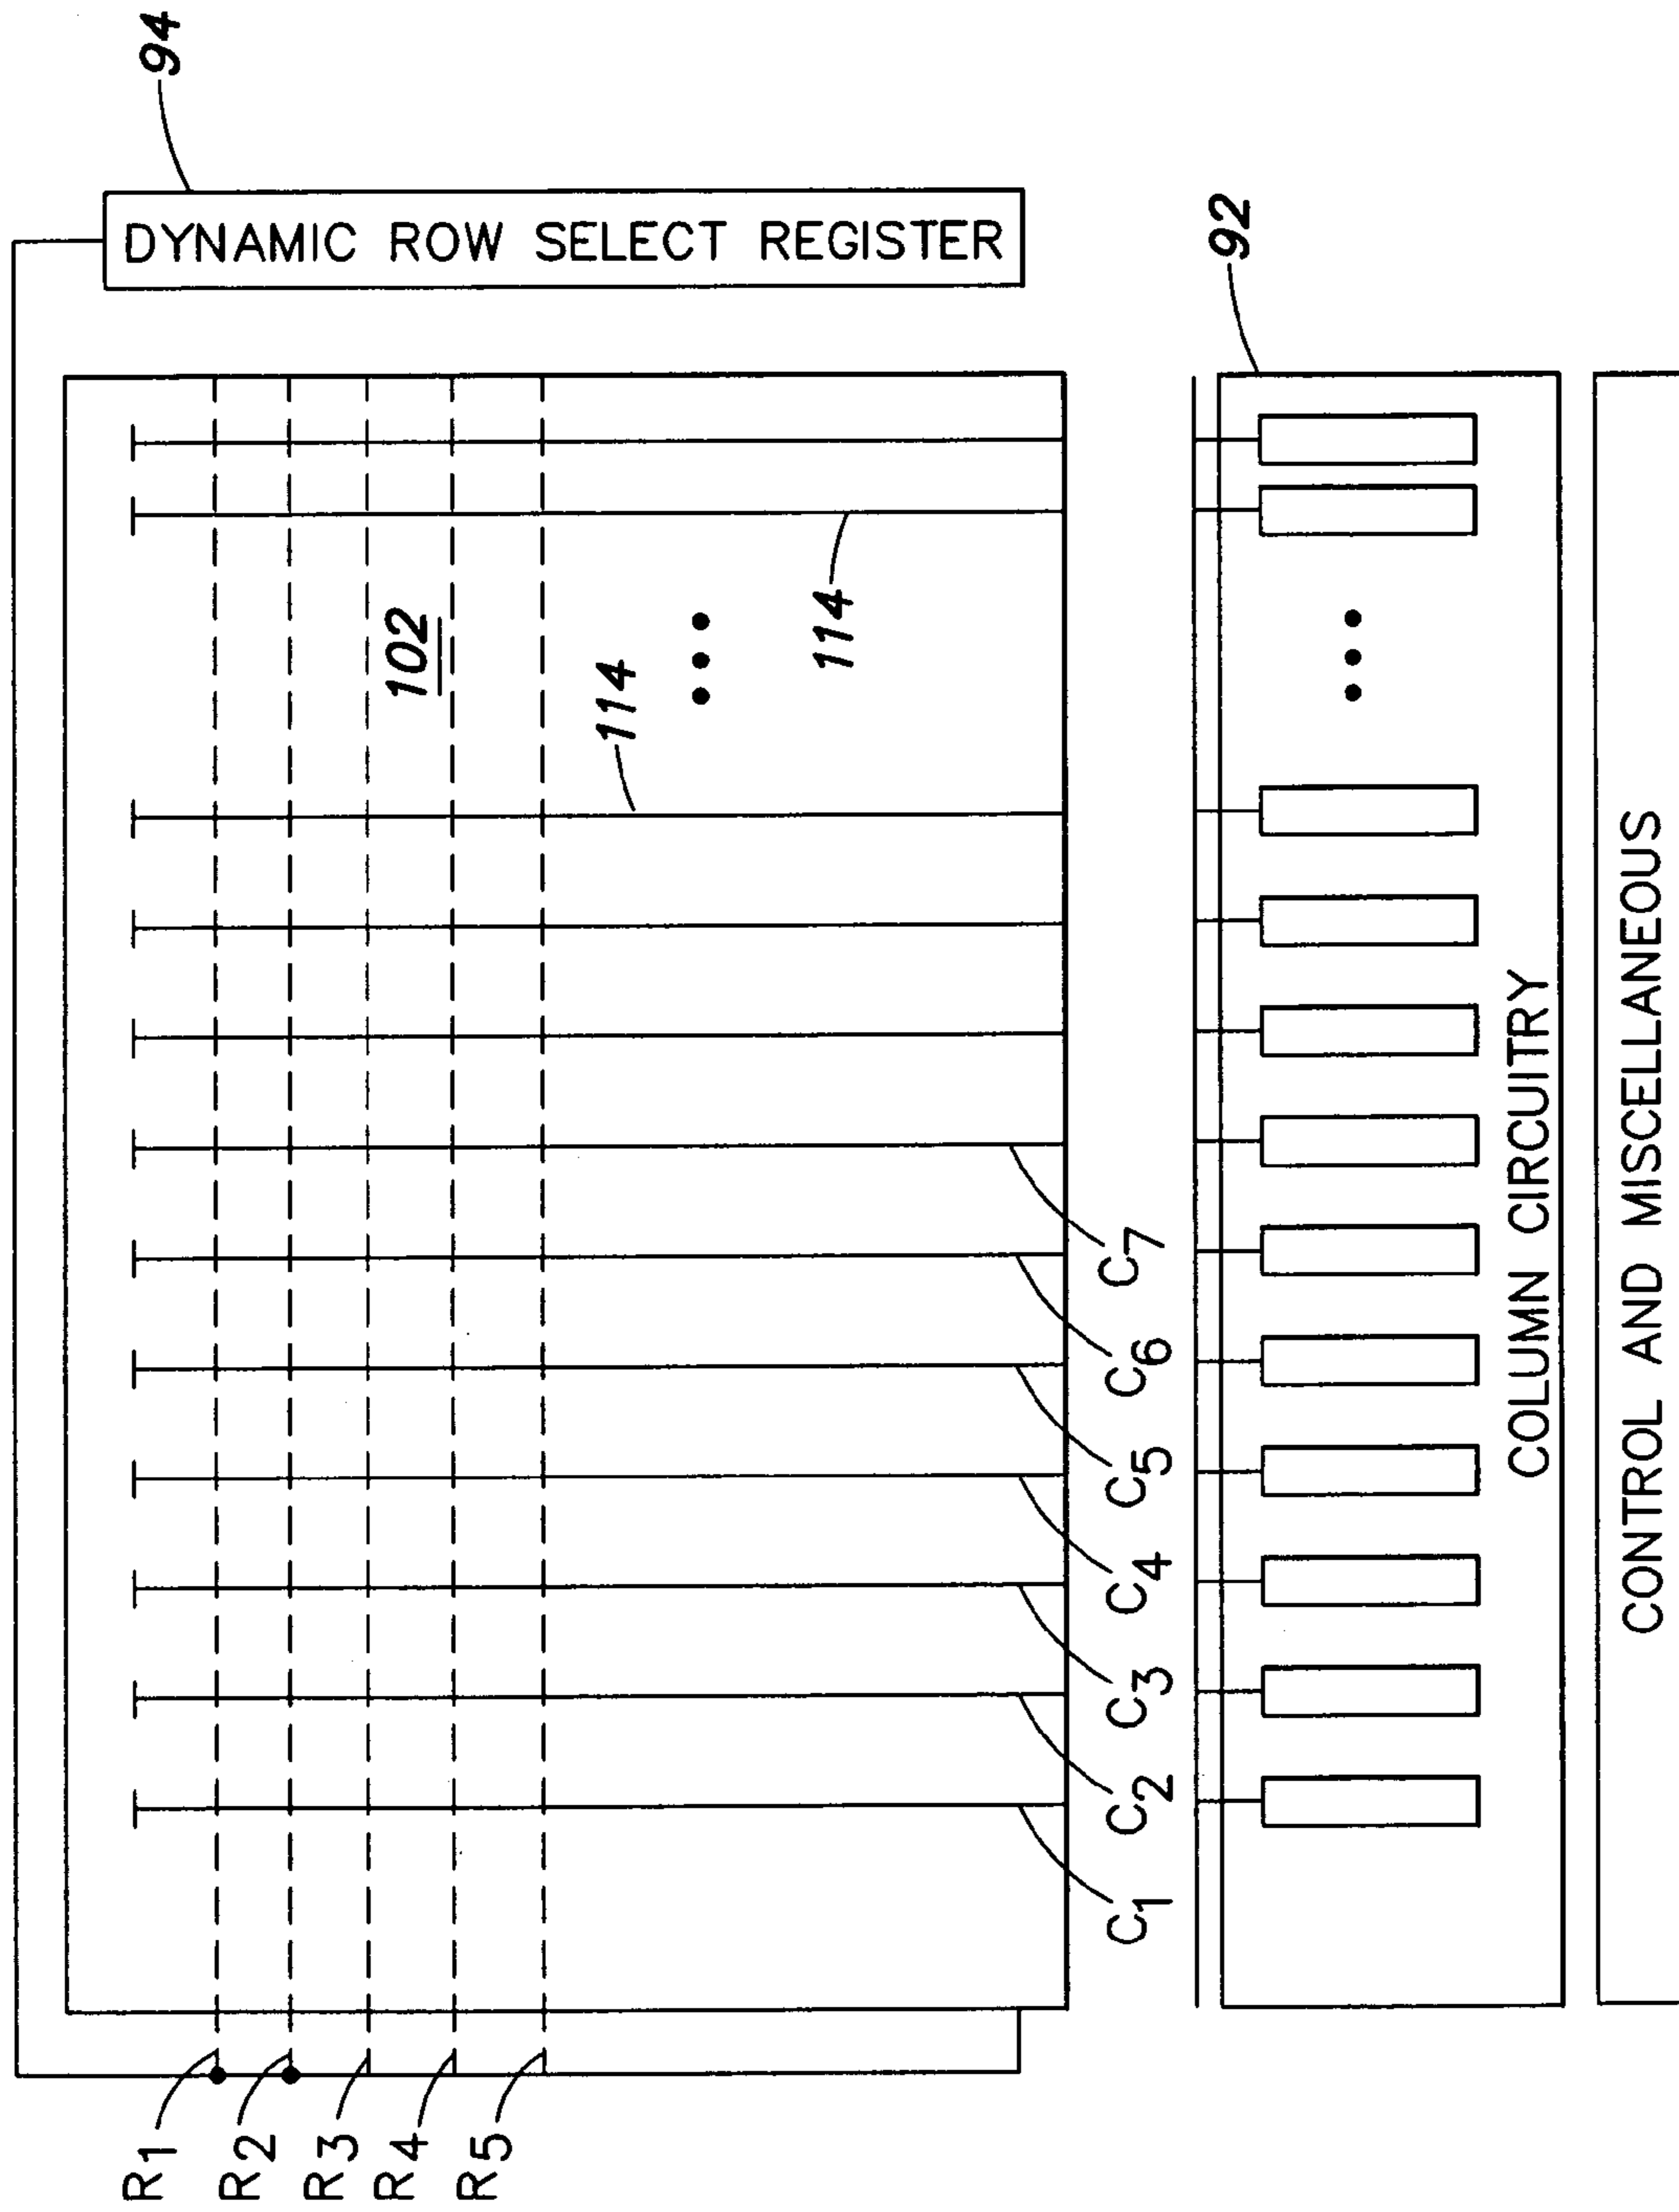 94
DYNAMIC ROW SELECT REGISTER
92
102
114
114
R1
R2
R3
R4
R5
C1
C2
C3
C4
C5
C6
C7
COLUMN CIRCUITRY
CONTROL AND MISCELLANEOUS